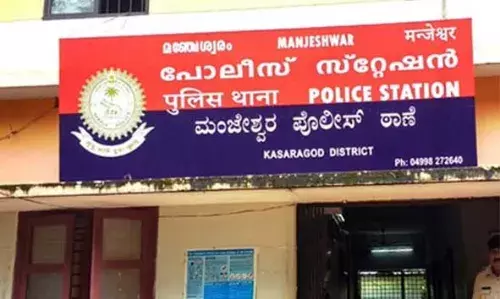 മഞ്ചേശ്വരം MANJESHWAR मन्जेश्वर
പോലീസ് സ്റ്റേഷൻ
पुलिस थाना POLICE STATION
ಮಂಜೇಶ್ವರ ಪೊಲೀಸ್ ಠಾಣೆ
KASARAGOD DISTRICT
Ph: 04998 272640